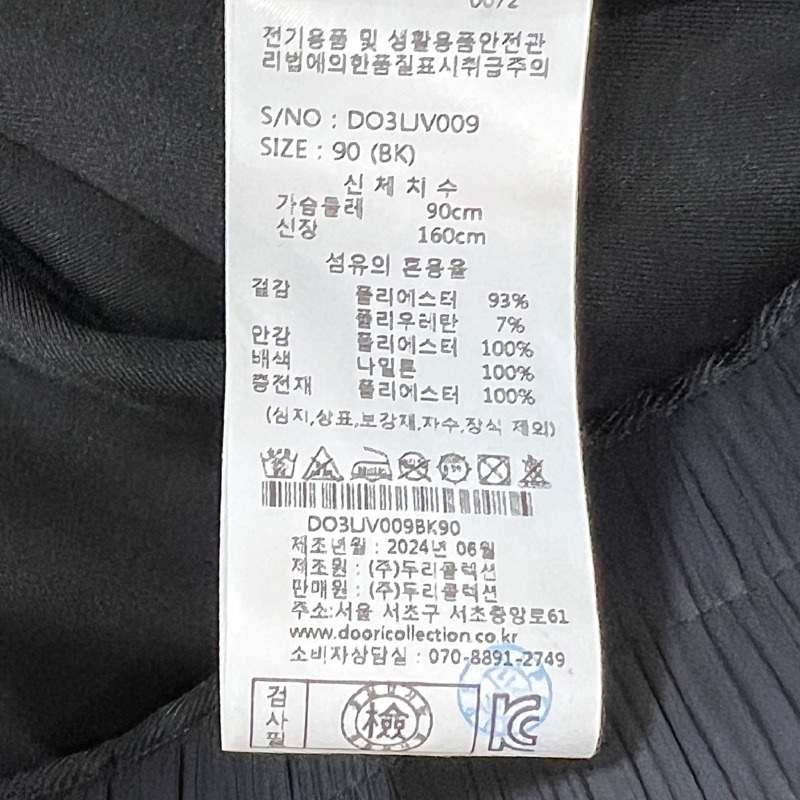 전기용품 및 생활용품안전관
리법에의한품질표시취급주의
S/NO : DO3LJV009
SIZE : 90 (BK)
신 체 치 수
가슴둘레 90cm
신장 160cm
섬유의 혼용율
겉감 폴리에스터 93%
폴리우레탄 7%
안감 폴리에스터 100%
배색 나일론 100%
충전재 폴리에스터 100%
(심지,상표,보강재,자수,장식 제외)
DO3LJV009BK90
제조년월 : 2024년 06월
제조원 : (주)두리콜렉션
판매원 : (주)두리콜렉션
주소:서울 서초구 서초중앙로61
www.dooricollection.co.kr
소비자상담실 : 070-8891-2749
검사필
檢
KC